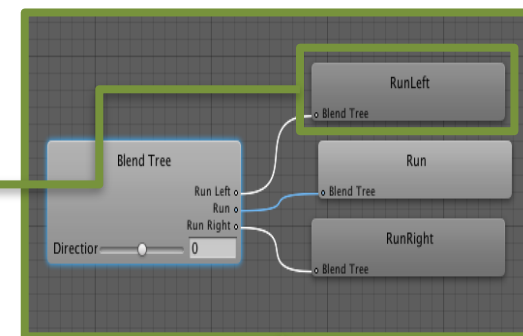 RunLeft
Blend Tree
Blend Tree
Run Left
Run
Run Right
Direction
0
Run
Blend Tree
RunRight
Blend Tree